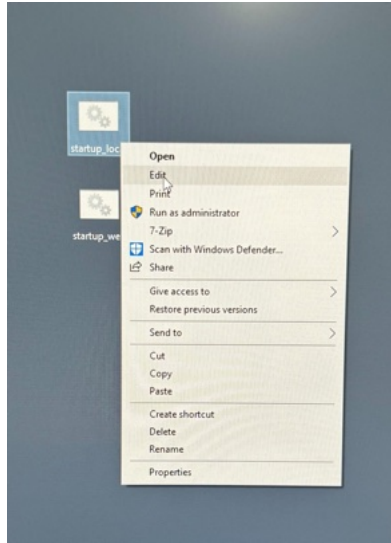 startup_loc
Open
Edit
Print
Run as administrator
startup_we
7-Zip
Scan with Windows Defender...
Share
Give access to
Restore previous versions
Send to
Cut
Copy
Paste
Create shortcut
Delete
Rename
Properties